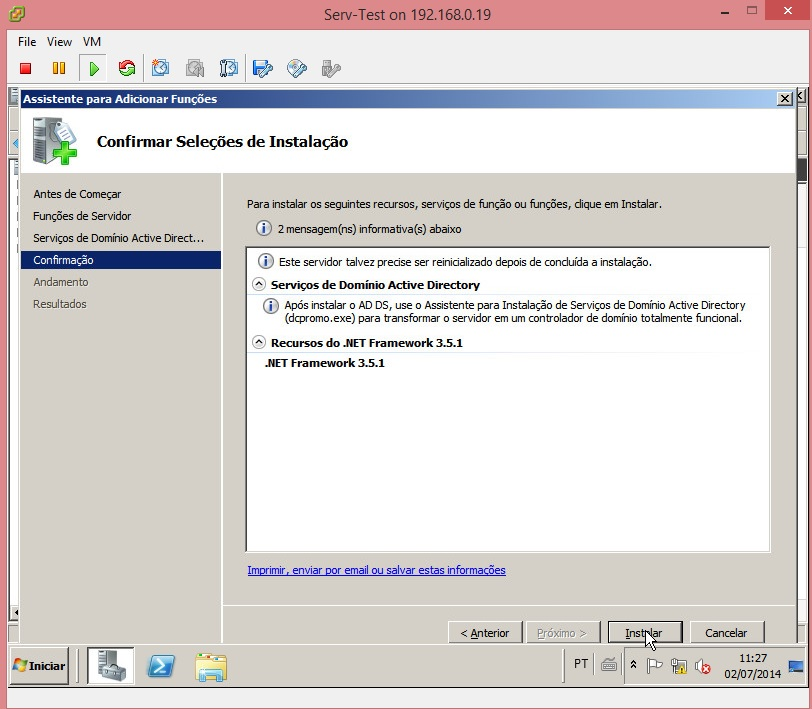 Serv-Test on 192.168.0.19
File View VM
Assistente para Adicionar Funções
Confirmar Seleções de Instalação
Antes de Começar
Funções de Servidor
Serviços de Domínio Active Direct...
Confirmação
Andamento
Resultados
Para instalar os seguintes recursos, serviços de função ou funções, clique em Instalar.
2 mensagem(ns) informativa(s) abaixo
Este servidor talvez precise ser reinicializado depois de concluída a instalação.
Serviços de Domínio Active Directory
Após instalar o AD DS, use o Assistente para Instalação de Serviços de Domínio Active Directory
(dcpromo.exe) para transformar o servidor em um controlador de domínio totalmente funcional.
Recursos do .NET Framework 3.5.1
.NET Framework 3.5.1
Imprimir, enviar por email ou salvar estas informações
< Anterior Próximo > Instalar Cancelar
Iniciar
PT
11:27
02/07/2014